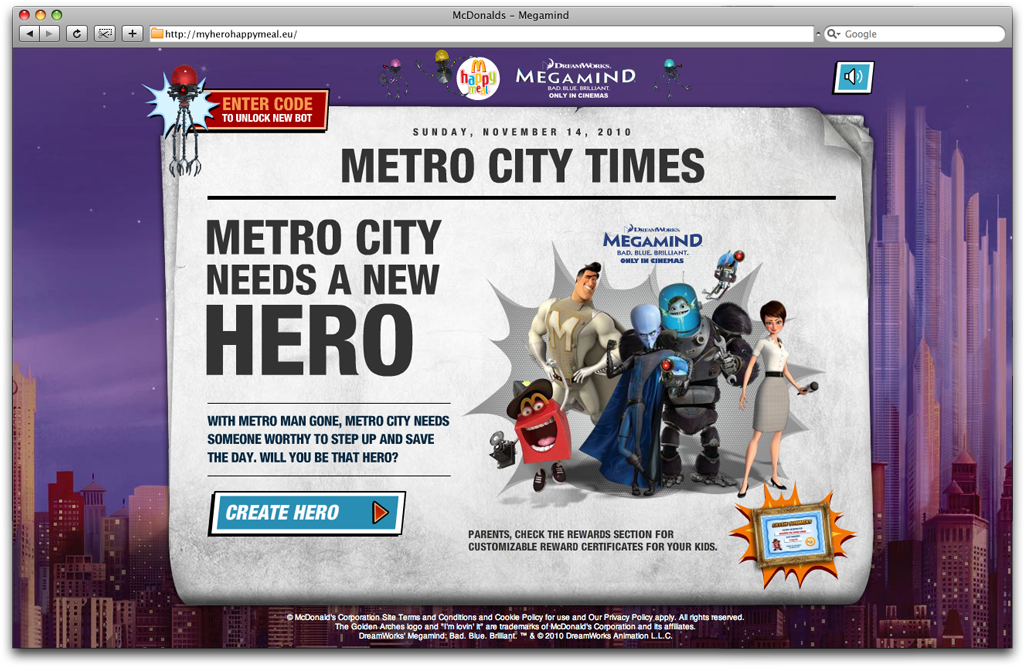 McDonalds – Megamind
http://myherohappymeal.eu/
Google
ENTER CODE
TO UNLOCK NEW BOT
happy
meal
DREAMWORKS
MEGAMIND
BAD. BLUE. BRILLIANT.
ONLY IN CINEMAS
SUNDAY, NOVEMBER 14, 2010
METRO CITY TIMES
METRO CITY
NEEDS A NEW
HERO
DREAMWORKS
MEGAMIND
BAD. BLUE. BRILLIANT.
ONLY IN CINEMAS
M
WITH METRO MAN GONE, METRO CITY NEEDS
SOMEONE WORTHY TO STEP UP AND SAVE
THE DAY. WILL YOU BE THAT HERO?
CREATE HERO
PARENTS, CHECK THE REWARDS SECTION FOR
CUSTOMIZABLE REWARD CERTIFICATES FOR YOUR KIDS.
© McDonald's Corporation Site Terms and Conditions and Cookie Policy for use and Our Privacy Policy apply. All rights reserved.
The Golden Arches logo and "I'm lovin' it" are trademarks of McDonald's Corporation and its affiliates.
DreamWorks' Megamind: Bad. Blue. Brilliant. ™ & © 2010 DreamWorks Animation L.L.C.